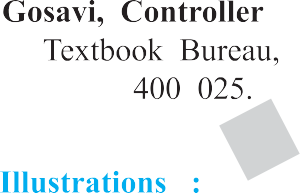 Gosavi, Controller
Textbook Bureau,
400 025.
Illustrations :